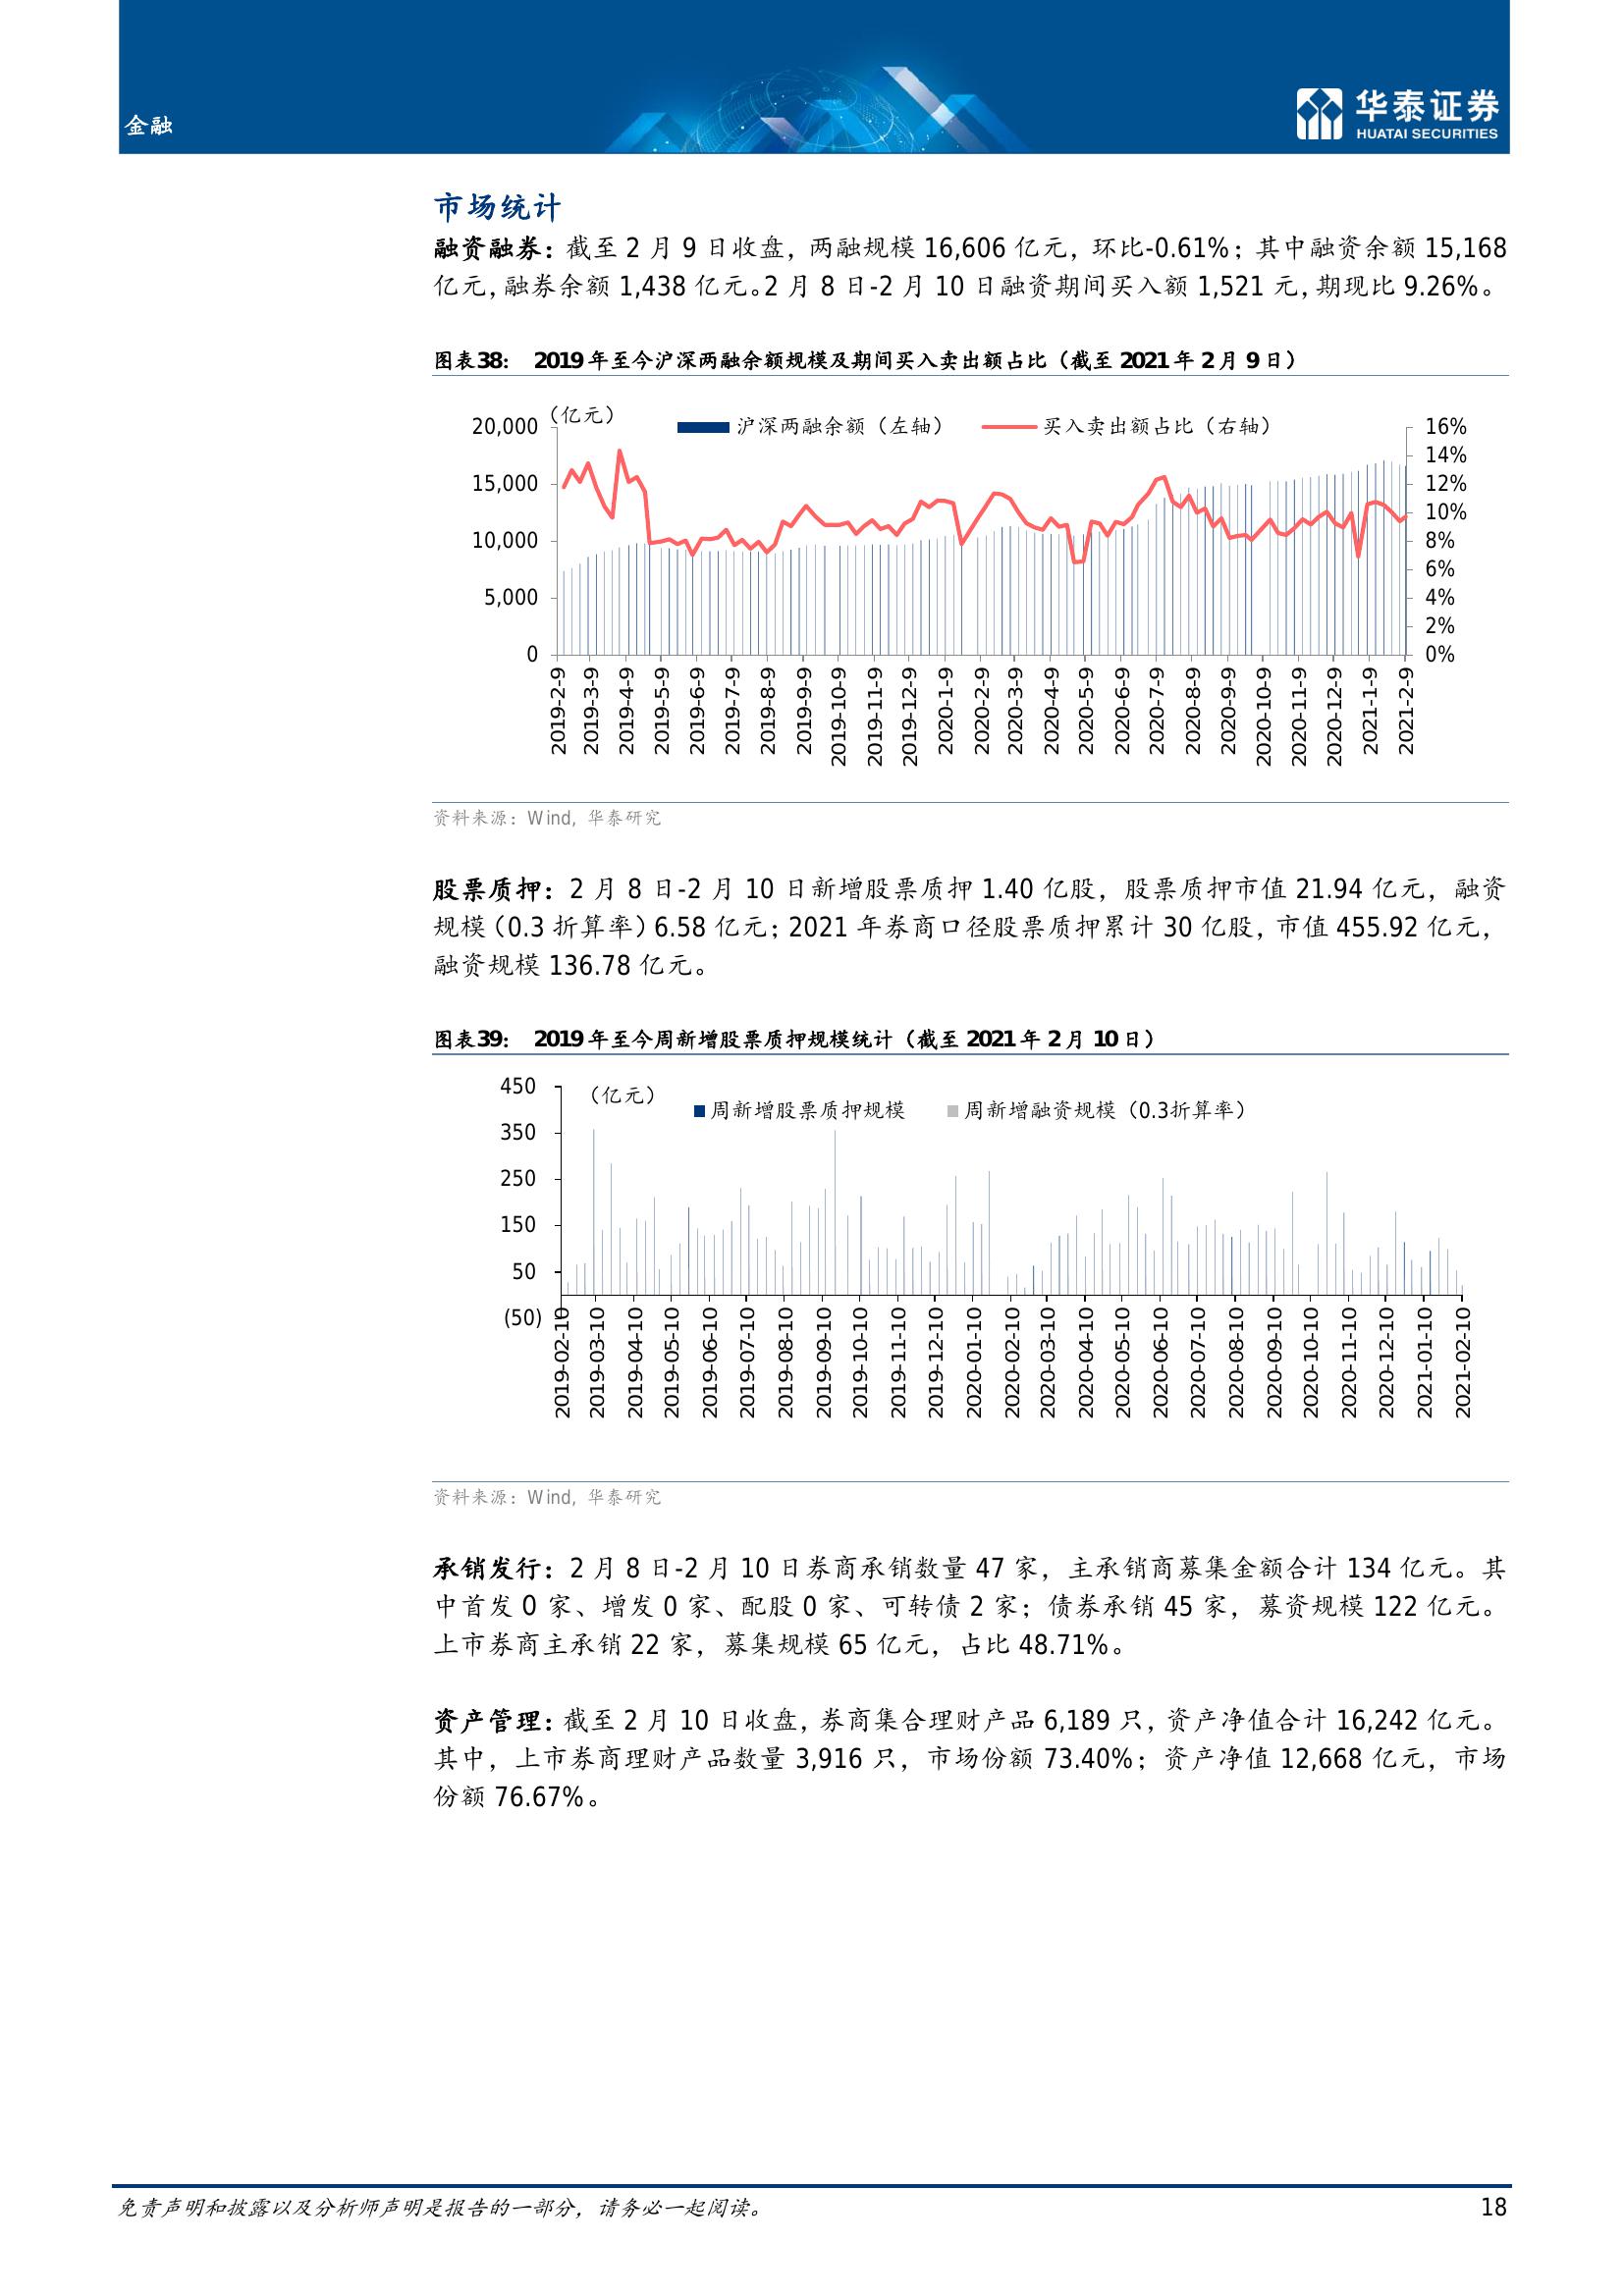 金融
华泰证券
HUATAI SECURITIES
市场统计
融资融券：截至 2 月 9 日收盘，两融规模 16,606 亿元，环比-0.61%；其中融资余额 15,168
亿元，融券余额 1,438 亿元。2 月 8 日-2 月 10 日融资期间买入额 1,521 元，期现比 9.26%。
图表38： 2019 年至今沪深两融余额规模及期间买入卖出额占比（截至 2021 年 2 月 9 日）
（亿元）
沪深两融余额（左轴） 买入卖出额占比（右轴）
20,000 16%
14%
15,000 12%
10%
10,000 8%
6%
5,000 4%
2%
0 0%
2019-2-9 2019-3-9 2019-4-9 2019-5-9 2019-6-9 2019-7-9 2019-8-9 2019-9-9 2019-10-9 2019-11-9 2019-12-9 2020-1-9 2020-2-9 2020-3-9 2020-4-9 2020-5-9 2020-6-9 2020-7-9 2020-8-9 2020-9-9 2020-10-9 2020-11-9 2020-12-9 2021-1-9 2021-2-9
资料来源：Wind, 华泰研究
股票质押：2 月 8 日-2 月 10 日新增股票质押 1.40 亿股，股票质押市值 21.94 亿元，融资
规模（0.3 折算率）6.58 亿元；2021 年券商口径股票质押累计 30 亿股，市值 455.92 亿元，
融资规模 136.78 亿元。
图表39： 2019 年至今周新增股票质押规模统计（截至 2021 年 2 月 10 日）
（亿元）
周新增股票质押规模 周新增融资规模（0.3折算率）
450
350
250
150
50
(50)
2019-02-10 2019-03-10 2019-04-10 2019-05-10 2019-06-10 2019-07-10 2019-08-10 2019-09-10 2019-10-10 2019-11-10 2019-12-10 2020-01-10 2020-02-10 2020-03-10 2020-04-10 2020-05-10 2020-06-10 2020-07-10 2020-08-10 2020-09-10 2020-10-10 2020-11-10 2020-12-10 2021-01-10 2021-02-10
资料来源：Wind, 华泰研究
承销发行：2 月 8 日-2 月 10 日券商承销数量 47 家，主承销商募集金额合计 134 亿元。其
中首发 0 家、增发 0 家、配股 0 家、可转债 2 家；债券承销 45 家，募资规模 122 亿元。
上市券商主承销 22 家，募集规模 65 亿元，占比 48.71%。
资产管理：截至 2 月 10 日收盘，券商集合理财产品 6,189 只，资产净值合计 16,242 亿元。
其中，上市券商理财产品数量 3,916 只，市场份额 73.40%；资产净值 12,668 亿元，市场
份额 76.67%。
免责声明和披露以及分析师声明是报告的一部分，请务必一起阅读。 18